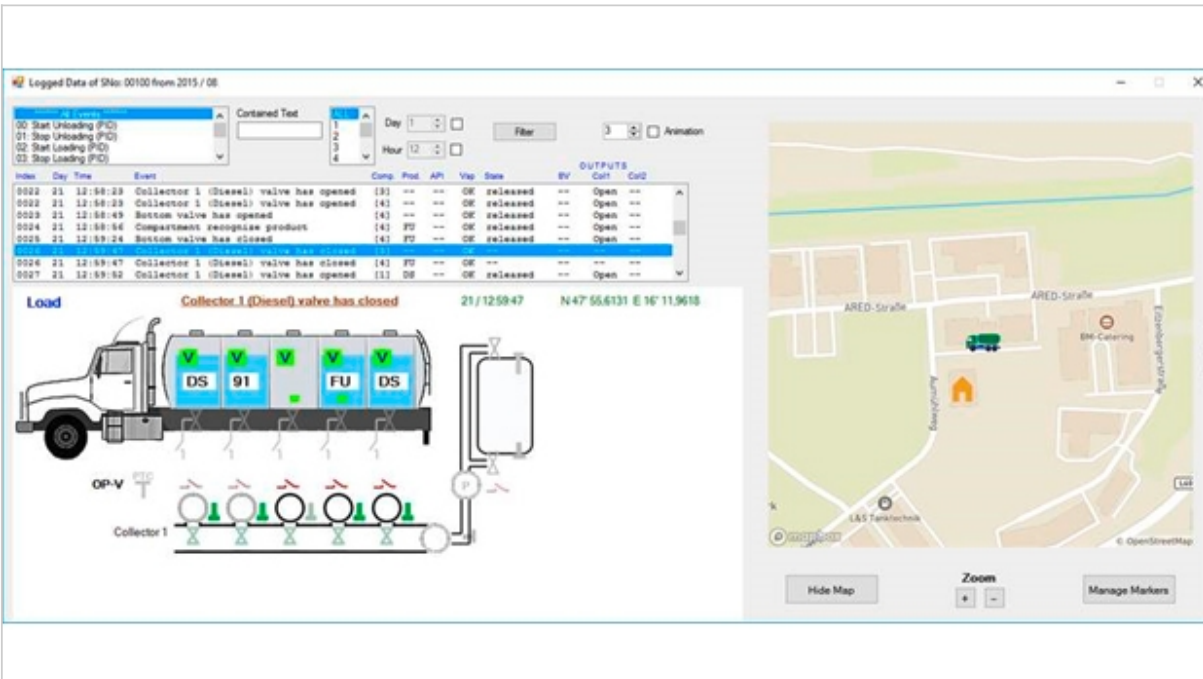 Logged Data of SNo: 00100 from 2015 / 08
All Events
00: Start Unloading (PID)
01: Stop Unloading (PID)
02: Start Loading (PID)
03: Stop Loading (PID)
Contained Text
ALL
1
2
3
4
Day 1
Hour 12
Filter
3 Animation
OUTPUTS
Index Day Time Event Comp. Prod. API Vap State BV Col1 Col2
0022 21 12:58:23 Collector 1 (Diesel) valve has opened [3] -- -- OK released -- Open --
0022 21 12:58:23 Collector 1 (Diesel) valve has opened [4] -- -- OK released -- Open --
0023 21 12:58:49 Bottom valve has opened [4] -- -- OK released -- Open --
0024 21 12:58:56 Compartment recognise product [4] FU -- OK released -- Open --
0025 21 12:59:24 Bottom valve has closed [4] FU -- OK released -- Open --
0026 21 12:59:47 Collector 1 (Diesel) valve has closed [3] -- -- OK -- -- -- --
0026 21 12:59:47 Collector 1 (Diesel) valve has closed [4] FU -- OK -- -- -- --
0027 21 12:59:52 Collector 1 (Diesel) valve has opened [1] DS -- OK released -- Open --
Load Collector 1 (Diesel) valve has closed 21 / 12:59:47 N 47° 55,6131 E 16° 11,9618
V V V V V
DS 91 FU DS
OP-V PTC
P
Collector 1
ARED-Straße
ARED-Straße
BM-Catering
Aumühlweg
L&S Tanktechnik
mapbox
© OpenStreetMap
Hide Map
Zoom
+ -
Manage Markers